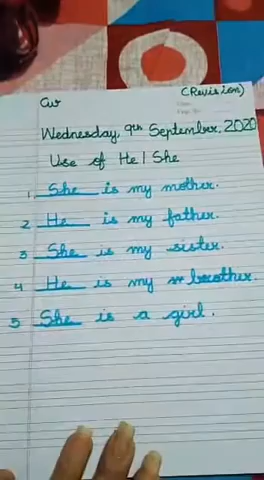 CW
(Revision)
Wednesday, 9th September, 2020
Use of He / She
1. She is my mother.
2 He is my father.
3 She is my sister.
4 He is my brother.
5 She is a girl.